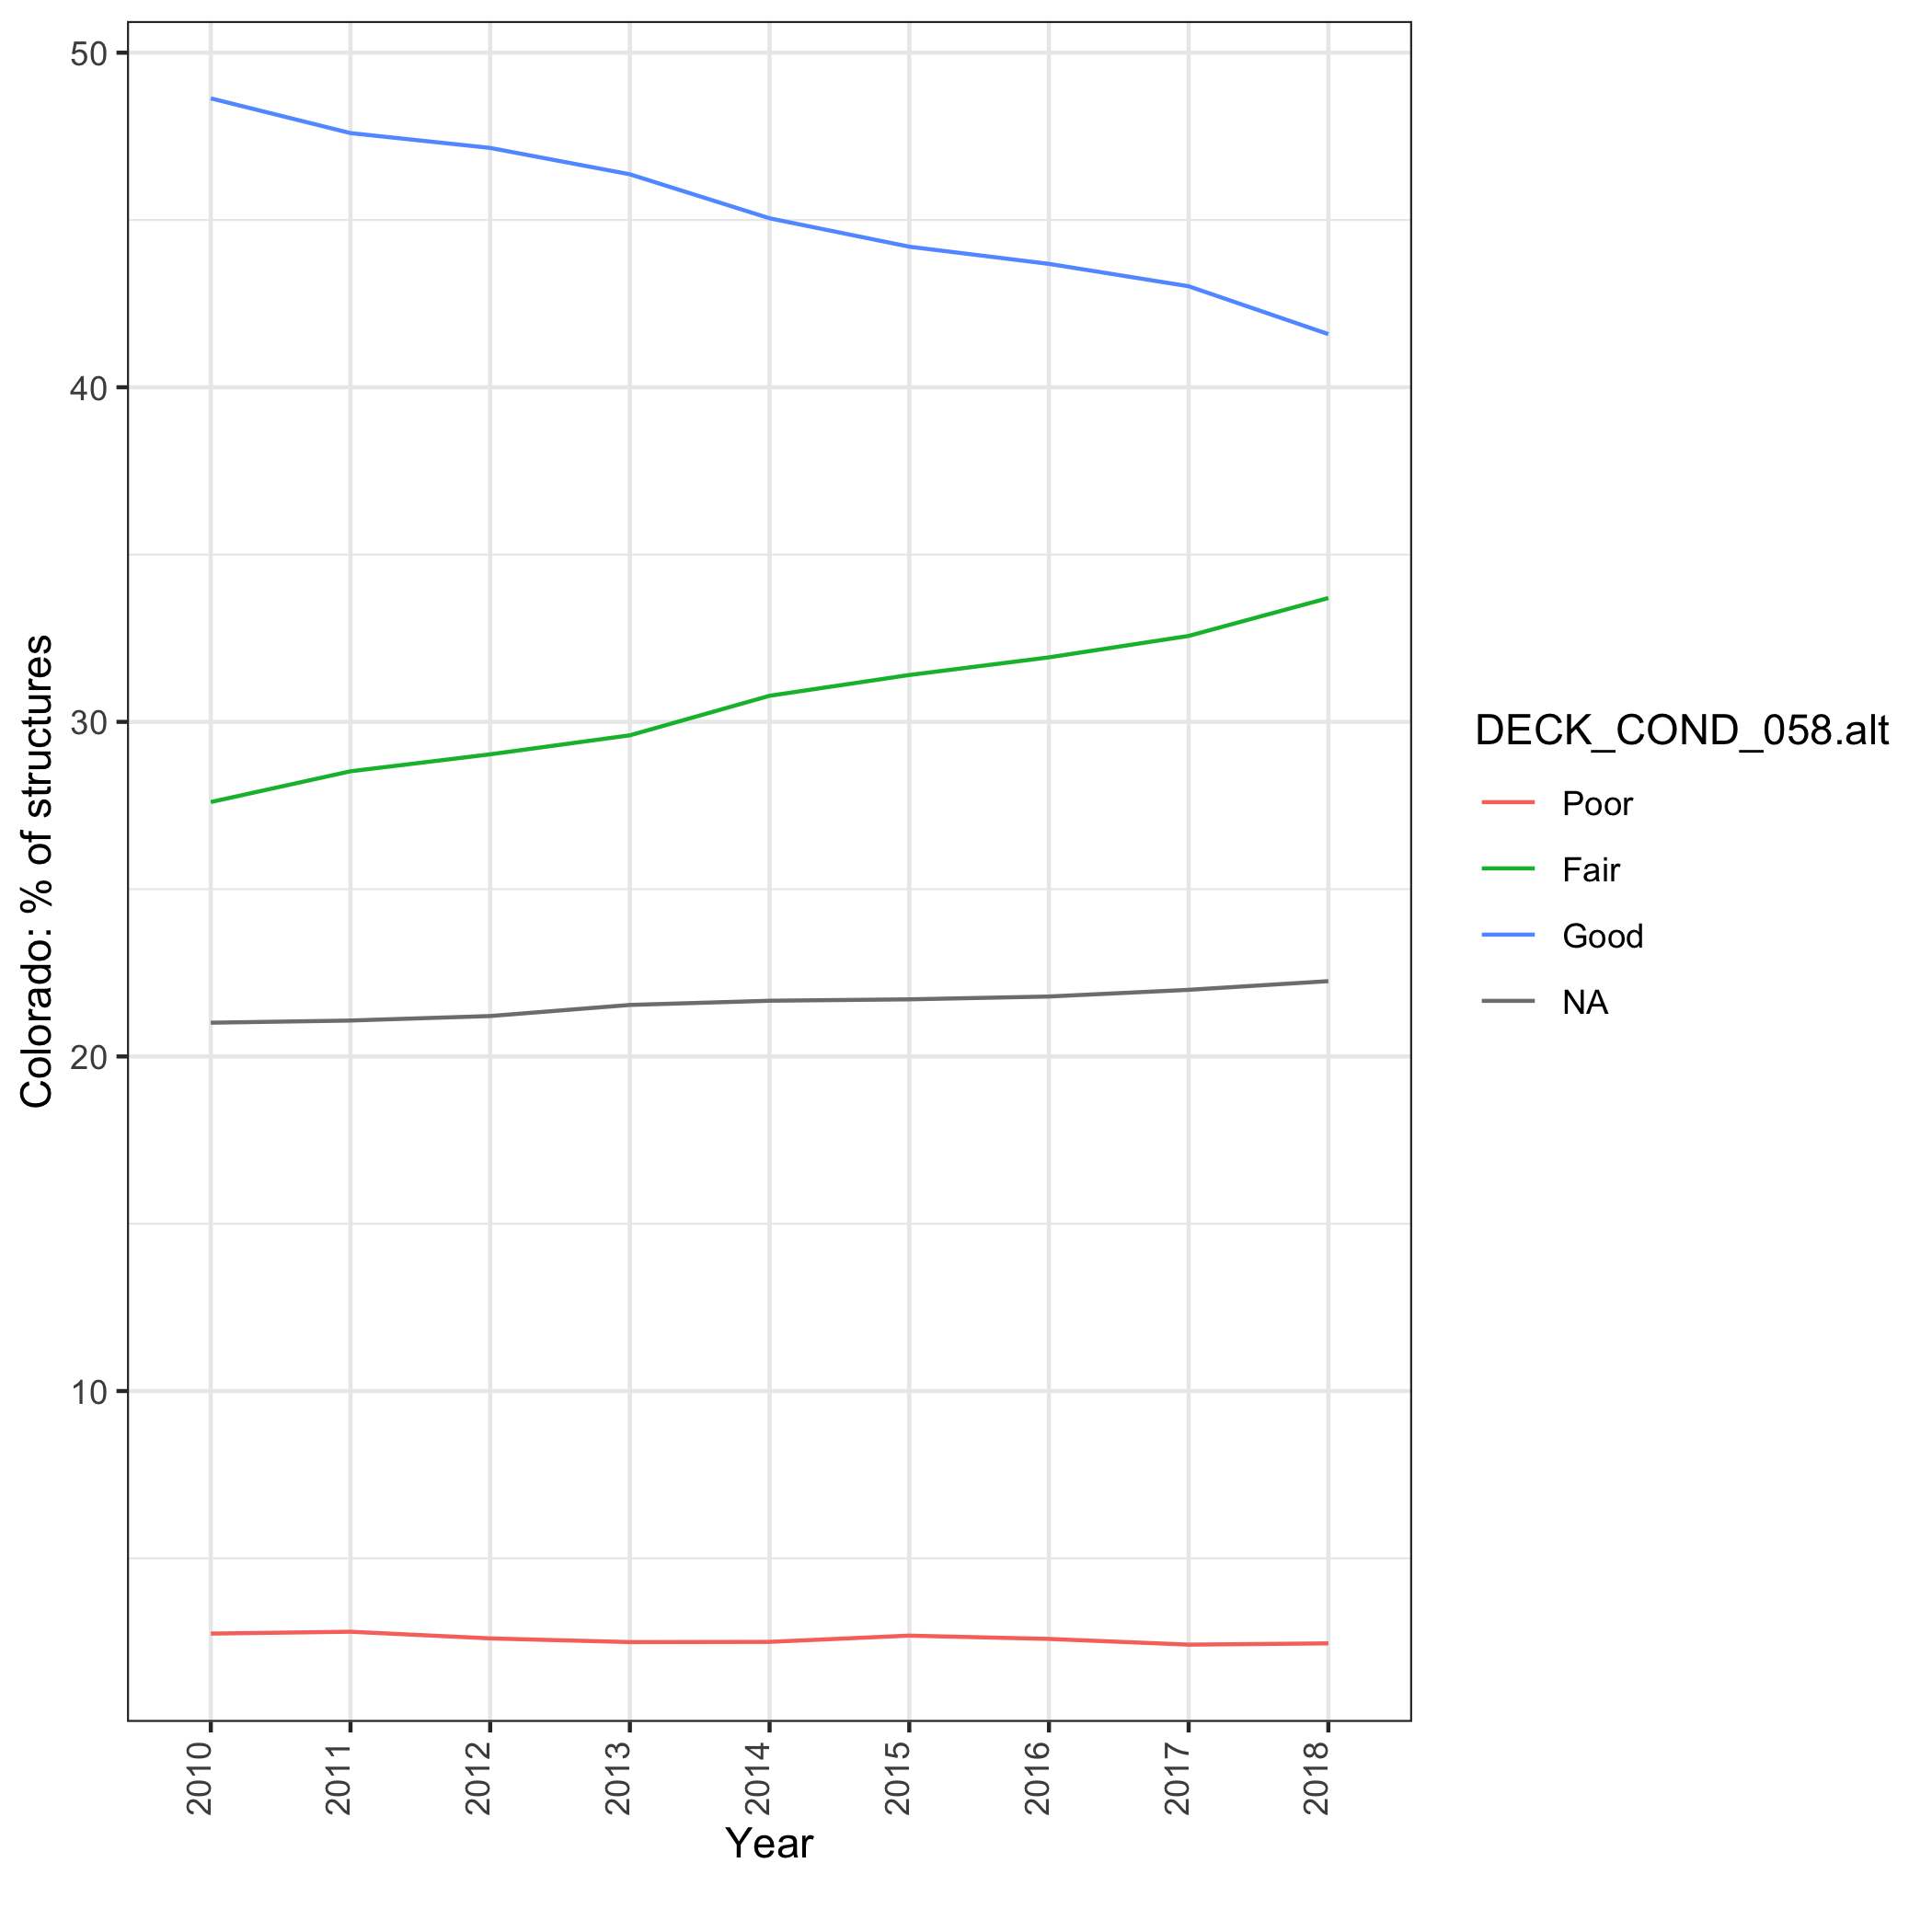 Colorado: % of structures
50
40
30
20
10
2010
2011
2012
2013
2014
2015
2016
2017
2018
Year
DECK_COND_058.alt
Poor
Fair
Good
NA